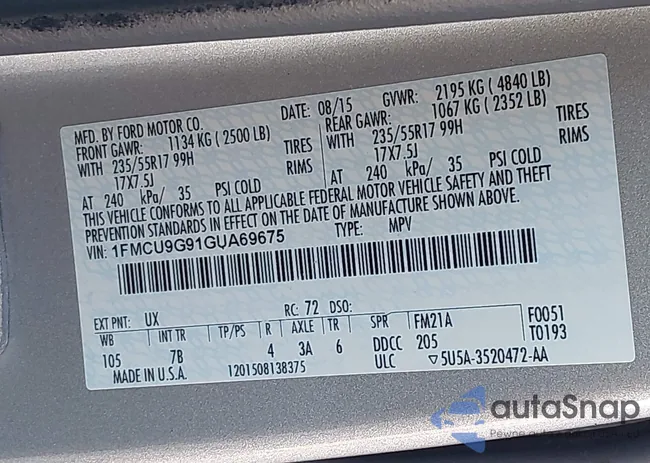 MFD. BY FORD MOTOR CO.
DATE: 08/15 GVWR: 2195 KG ( 4840 LB)
FRONT GAWR: 1134 KG ( 2500 LB) REAR GAWR: 1067 KG ( 2352 LB)
WITH 235/55R17 99H TIRES WITH 235/55R17 99H TIRES
17X7.5J RIMS 17X7.5J RIMS
AT 240 kPa/ 35 PSI COLD AT 240 kPa/ 35 PSI COLD
THIS VEHICLE CONFORMS TO ALL APPLICABLE FEDERAL MOTOR VEHICLE SAFETY AND THEFT
PREVENTION STANDARDS IN EFFECT ON THE DATE OF MANUFACTURE SHOWN ABOVE.
VIN: 1FMCU9G91GUA69675 TYPE: MPV
EXT PNT: UX RC: 72 DSO:
WB INT TR TP/PS R AXLE TR SPR FM21A F0051
105 7B 4 3A 6 DDCC 205 T0193
MADE IN U.S.A. 1201508138375 ULC ▽5U5A-3520472-AA
autaSnap